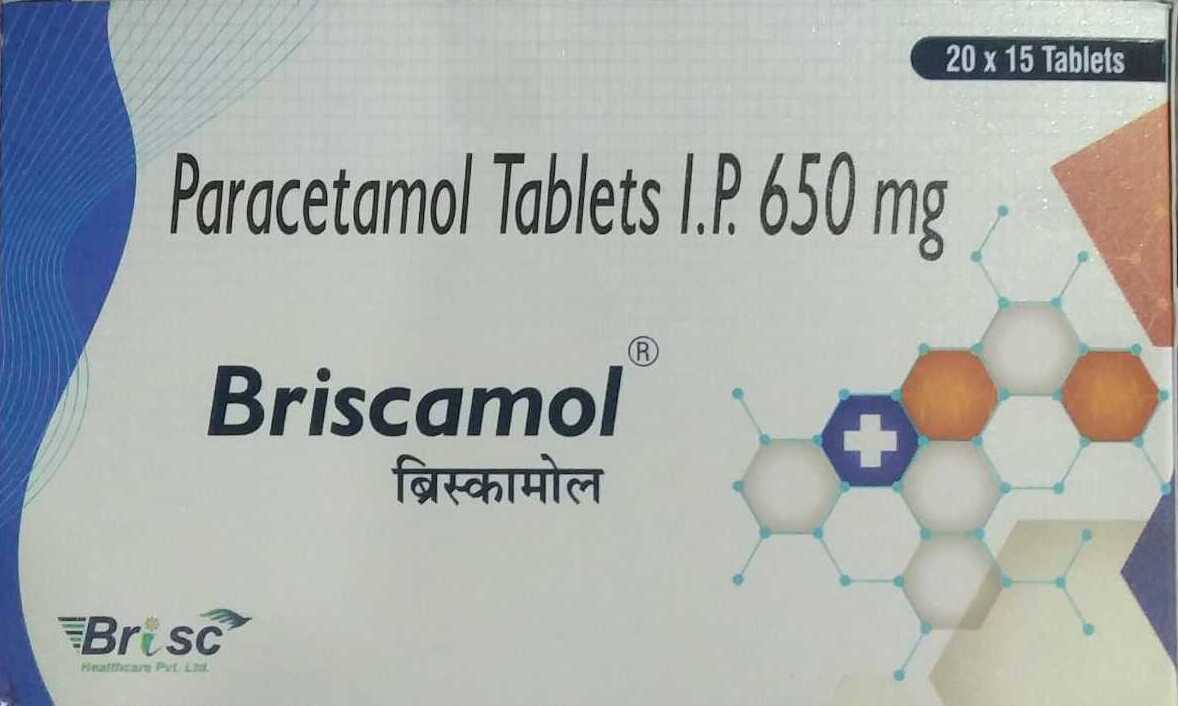 20 x 15 Tablets
Paracetamol Tablets I.P. 650 mg
Briscamol®
ब्रिस्कामोल
Brisc
Healthcare Pvt. Ltd.